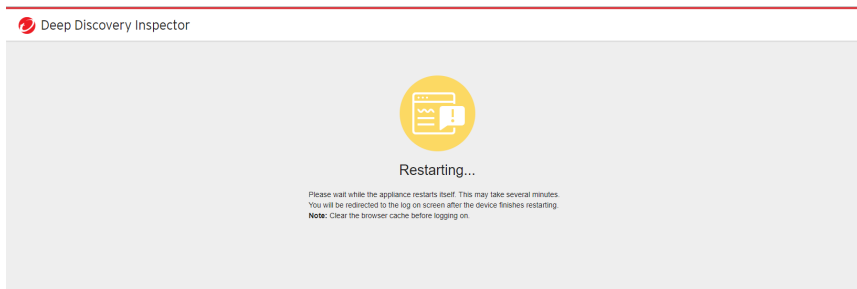 Deep Discovery Inspector
Restarting...
Please wait while the appliance restarts itself. This may take several minutes.
You will be redirected to the log on screen after the device finishes restarting.
Note: Clear the browser cache before logging on.